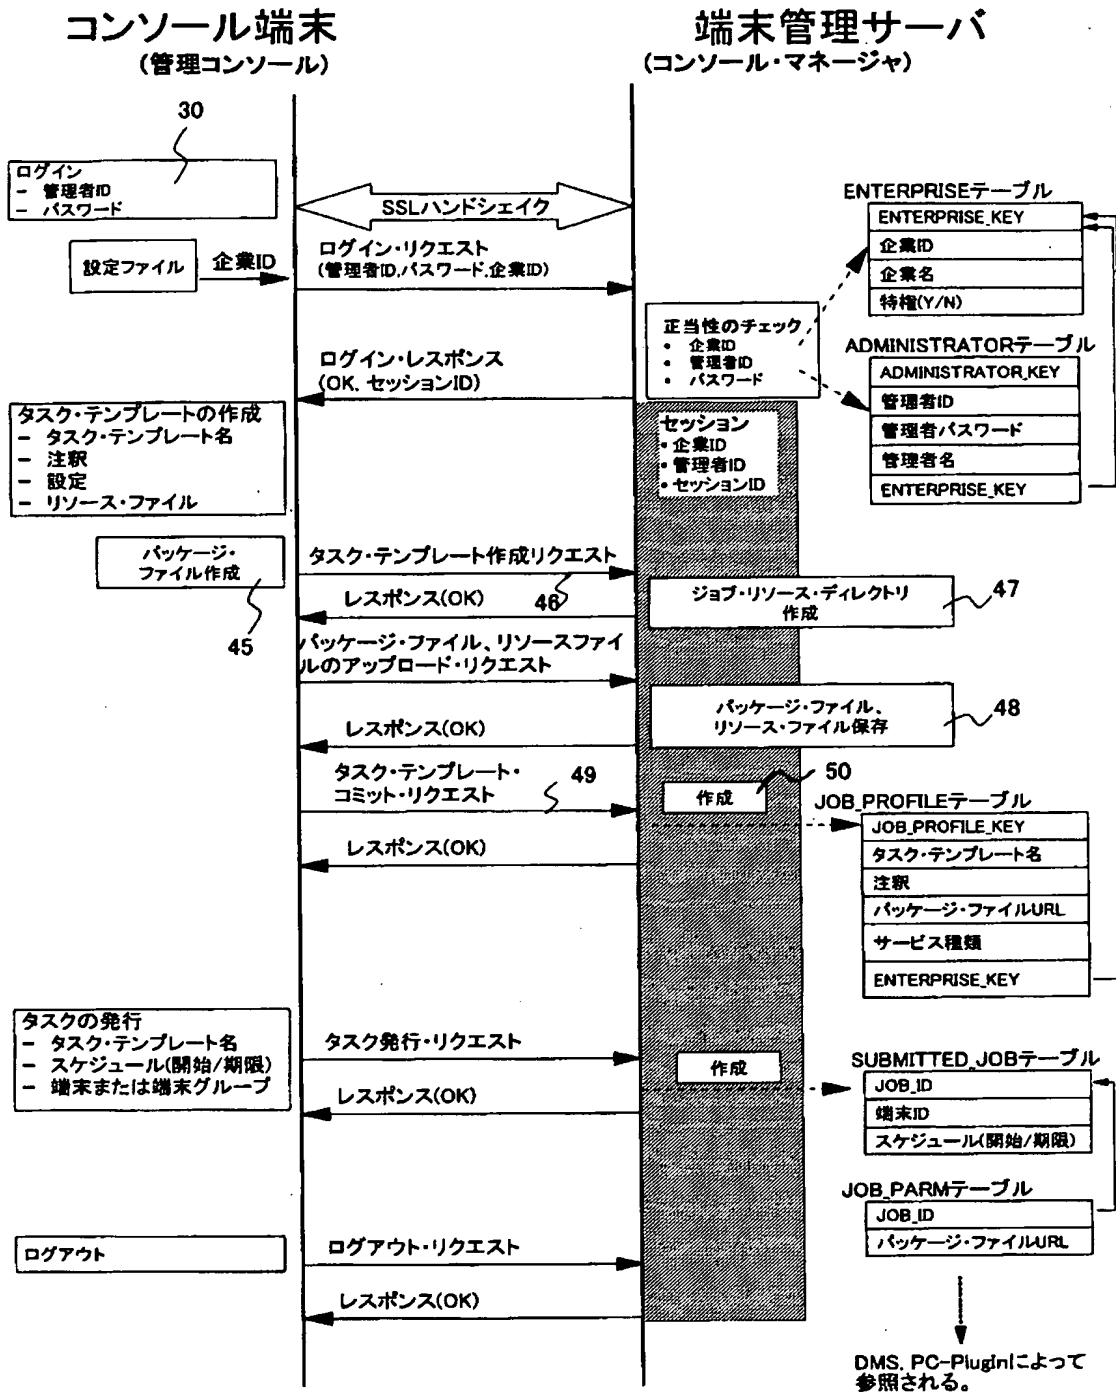 コンソール端末
(管理コンソール)
端末管理サーバ
(コンソール・マネージャ)
30
ログイン
- 管理者ID
- パスワード
SSLハンドシェイク
設定ファイル
企業ID
ログイン・リクエスト
(管理者ID,パスワード,企業ID)
ENTERPRISEテーブル
ENTERPRISE_KEY
企業ID
企業名
特権(Y/N)
正当性のチェック
• 企業ID
• 管理者ID
• パスワード
ログイン・レスポンス
(OK, セッションID)
ADMINISTRATORテーブル
ADMINISTRATOR_KEY
管理者ID
管理者パスワード
管理者名
ENTERPRISE_KEY
タスク・テンプレートの作成
- タスク・テンプレート名
- 注釈
- 設定
- リソース・ファイル
セッション
・企業ID
・管理者ID
・セッションID
パッケージ・
ファイル作成
45
タスク・テンプレート作成リクエスト
46
レスポンス(OK)
ジョブ・リソース・ディレクトリ
作成
47
パッケージ・ファイル、リソースファイ
ルのアップロード・リクエスト
パッケージ・ファイル、
リソース・ファイル保存
48
レスポンス(OK)
タスク・テンプレート・
コミット・リクエスト
49
作成
50
レスポンス(OK)
JOB_PROFILEテーブル
JOB_PROFILE_KEY
タスク・テンプレート名
注釈
パッケージ・ファイルURL
サービス種類
ENTERPRISE_KEY
タスクの発行
- タスク・テンプレート名
- スケジュール(開始/期限)
- 端末または端末グループ
タスク発行・リクエスト
作成
レスポンス(OK)
SUBMITTED_JOBテーブル
JOB_ID
端末ID
スケジュール(開始/期限)
JOB_PARMテーブル
JOB_ID
パッケージ・ファイルURL
ログアウト
ログアウト・リクエスト
レスポンス(OK)
DMS, PC-Pluginによって
参照される。